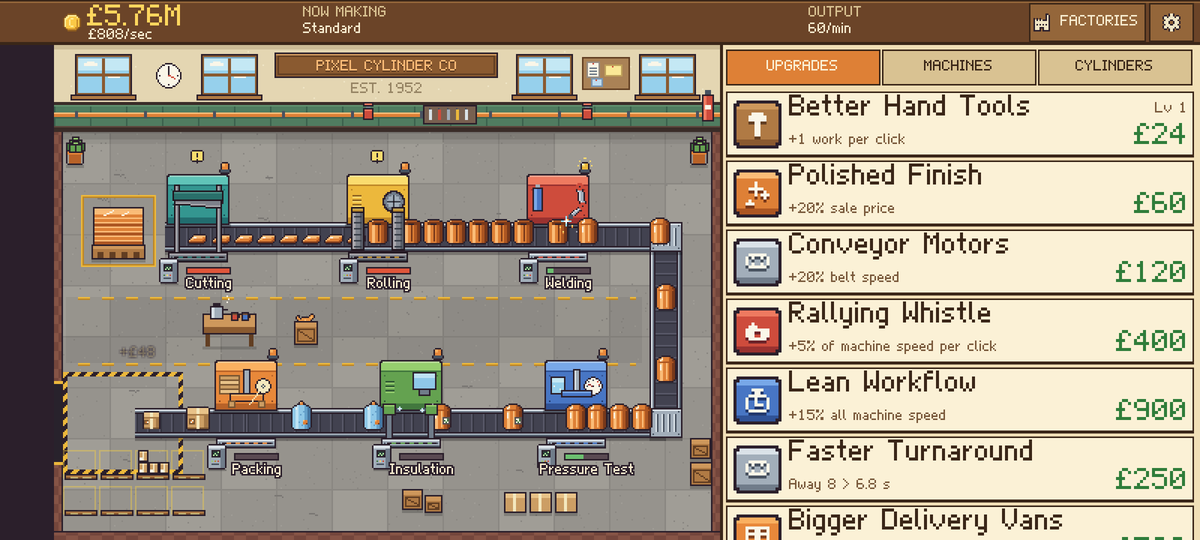 £5.76M
£808/sec
NOW MAKING
Standard
OUTPUT
60/min
FACTORIES
PIXEL CYLINDER CO
EST. 1952
Cutting
Rolling
Welding
+£48
Packing
Insulation
Pressure Test
UPGRADES
MACHINES
CYLINDERS
Better Hand Tools
Lv 1
+1 work per click
£24
Polished Finish
+20% sale price
£60
Conveyor Motors
+20% belt speed
£120
Rallying Whistle
+5% of machine speed per click
£400
Lean Workflow
+15% all machine speed
£900
Faster Turnaround
Away 8 > 6.8 s
£250
Bigger Delivery Vans